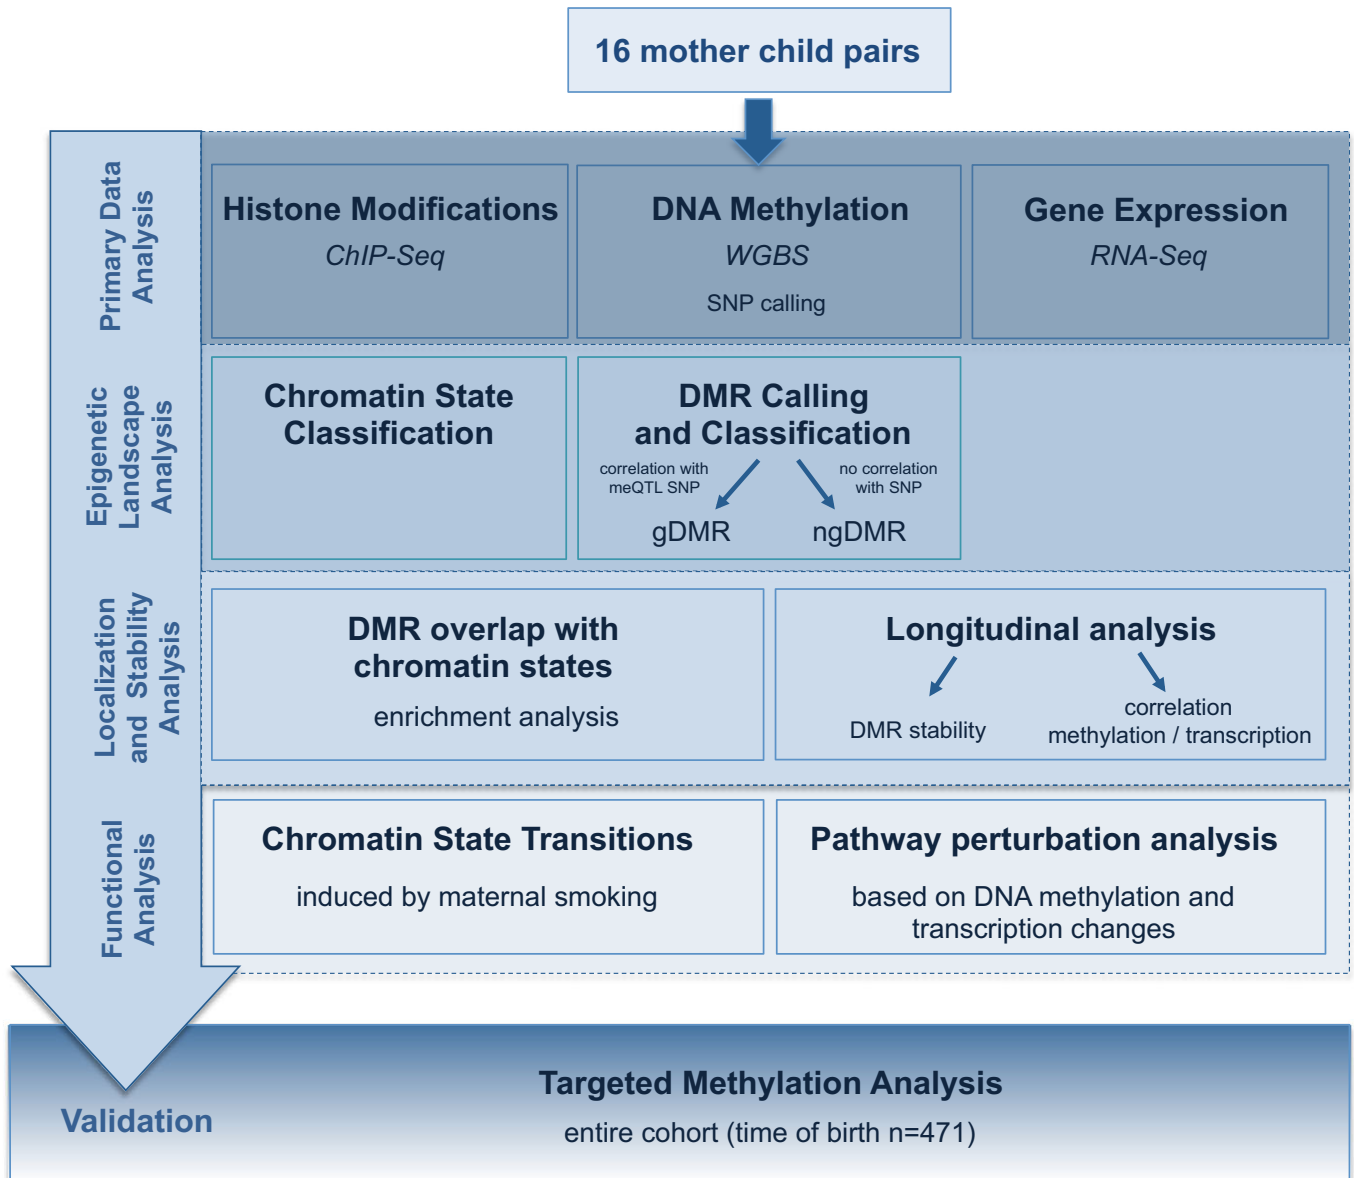 16 mother child pairs
Primary Data
Analysis
Histone Modifications
ChIP-Seq
DNA Methylation
WGBS
SNP calling
Gene Expression
RNA-Seq
Epigenetic
Landscape
Analysis
Chromatin State
Classification
DMR Calling
and Classification
correlation with
meQTL SNP
no correlation
with SNP
gDMR
ngDMR
Localization
and Stability
Analysis
DMR overlap with
chromatin states
enrichment analysis
Longitudinal analysis
DMR stability
correlation
methylation / transcription
Functional
Analysis
Chromatin State Transitions
induced by maternal smoking
Pathway perturbation analysis
based on DNA methylation and
transcription changes
Validation
Targeted Methylation Analysis
entire cohort (time of birth n=471)